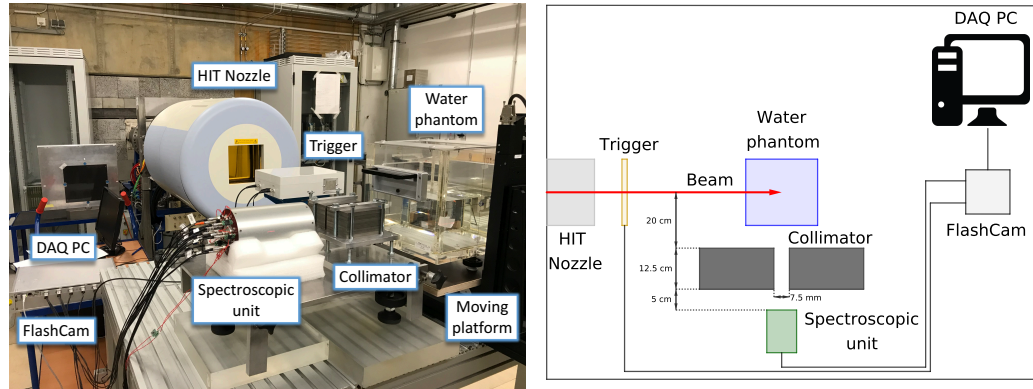 HIT Nozzle
Water
phantom
Trigger
DAQ PC
Collimator
Spectroscopic
unit
Moving
platform
FlashCam
DAQ PC
Water
phantom
Trigger
Beam
20 cm
FlashCam
HIT
Nozzle
Collimator
12.5 cm
7.5 mm
5 cm
Spectroscopic
unit